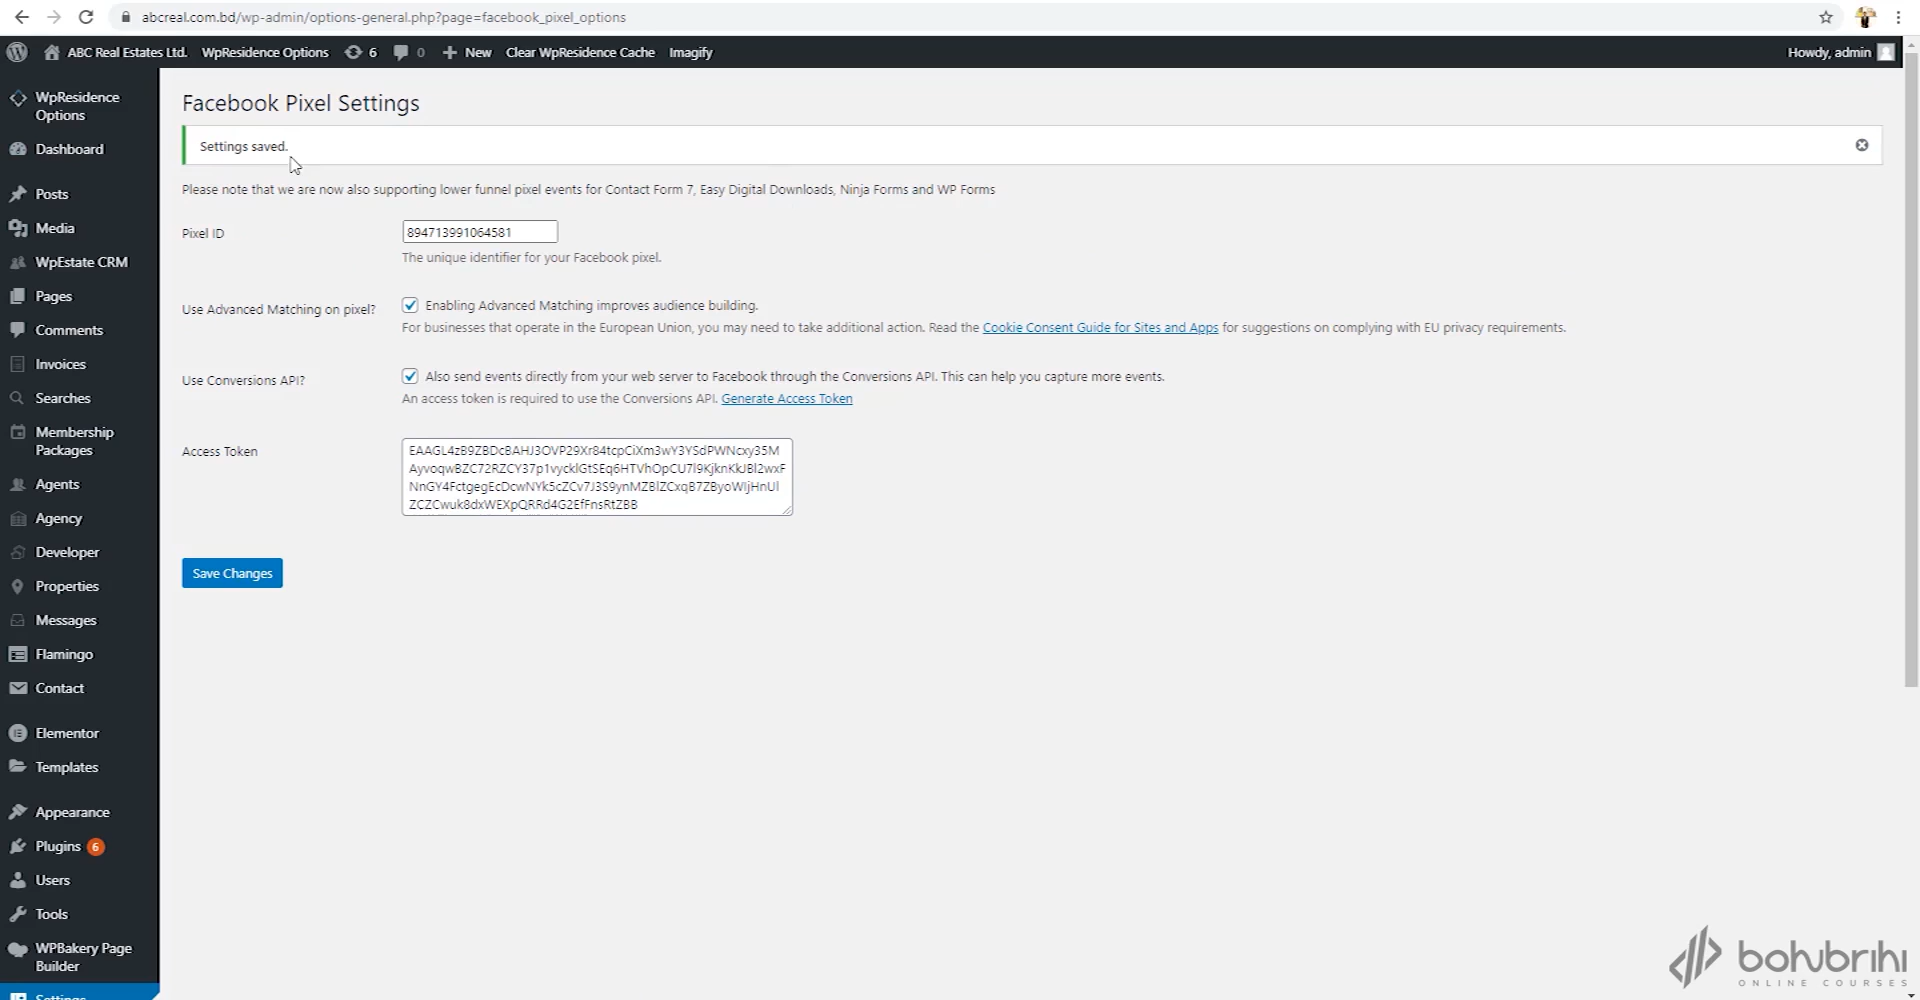 abcreal.com.bd/wp-admin/options-general.php?page=facebook_pixel_options
ABC Real Estates Ltd. WpResidence Options 6 0 New Clear WpResidence Cache Imagify Howdy, admin
WpResidence
Options
Dashboard
Posts
Media
WpEstate CRM
Pages
Comments
Invoices
Searches
Membership
Packages
Agents
Agency
Developer
Properties
Messages
Flamingo
Contact
Elementor
Templates
Appearance
Plugins 6
Users
Tools
WPBakery Page
Builder
Settings
Facebook Pixel Settings
Settings saved.
Please note that we are now also supporting lower funnel pixel events for Contact Form 7, Easy Digital Downloads, Ninja Forms and WP Forms
Pixel ID 894713991064581
The unique identifier for your Facebook pixel.
Use Advanced Matching on pixel? Enabling Advanced Matching improves audience building.
For businesses that operate in the European Union, you may need to take additional action. Read the Cookie Consent Guide for Sites and Apps for suggestions on complying with EU privacy requirements.
Use Conversions API? Also send events directly from your web server to Facebook through the Conversions API. This can help you capture more events.
An access token is required to use the Conversions API. Generate Access Token
Access Token
Save Changes
bohubrihi
ONLINE COURSES